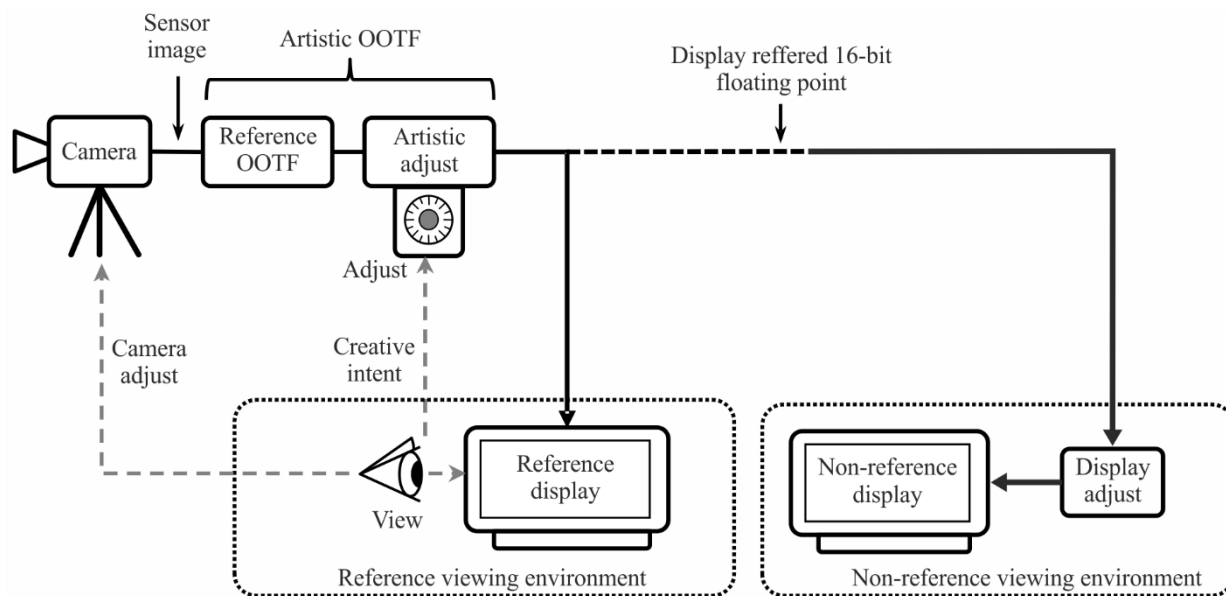 Sensor
image
Artistic OOTF
Display reffered 16-bit
floating point
Camera
Reference
OOTF
Artistic
adjust
Adjust
Camera
adjust
Creative
intent
View
Reference
display
Non-reference
display
Display
adjust
Reference viewing environment
Non-reference viewing environment